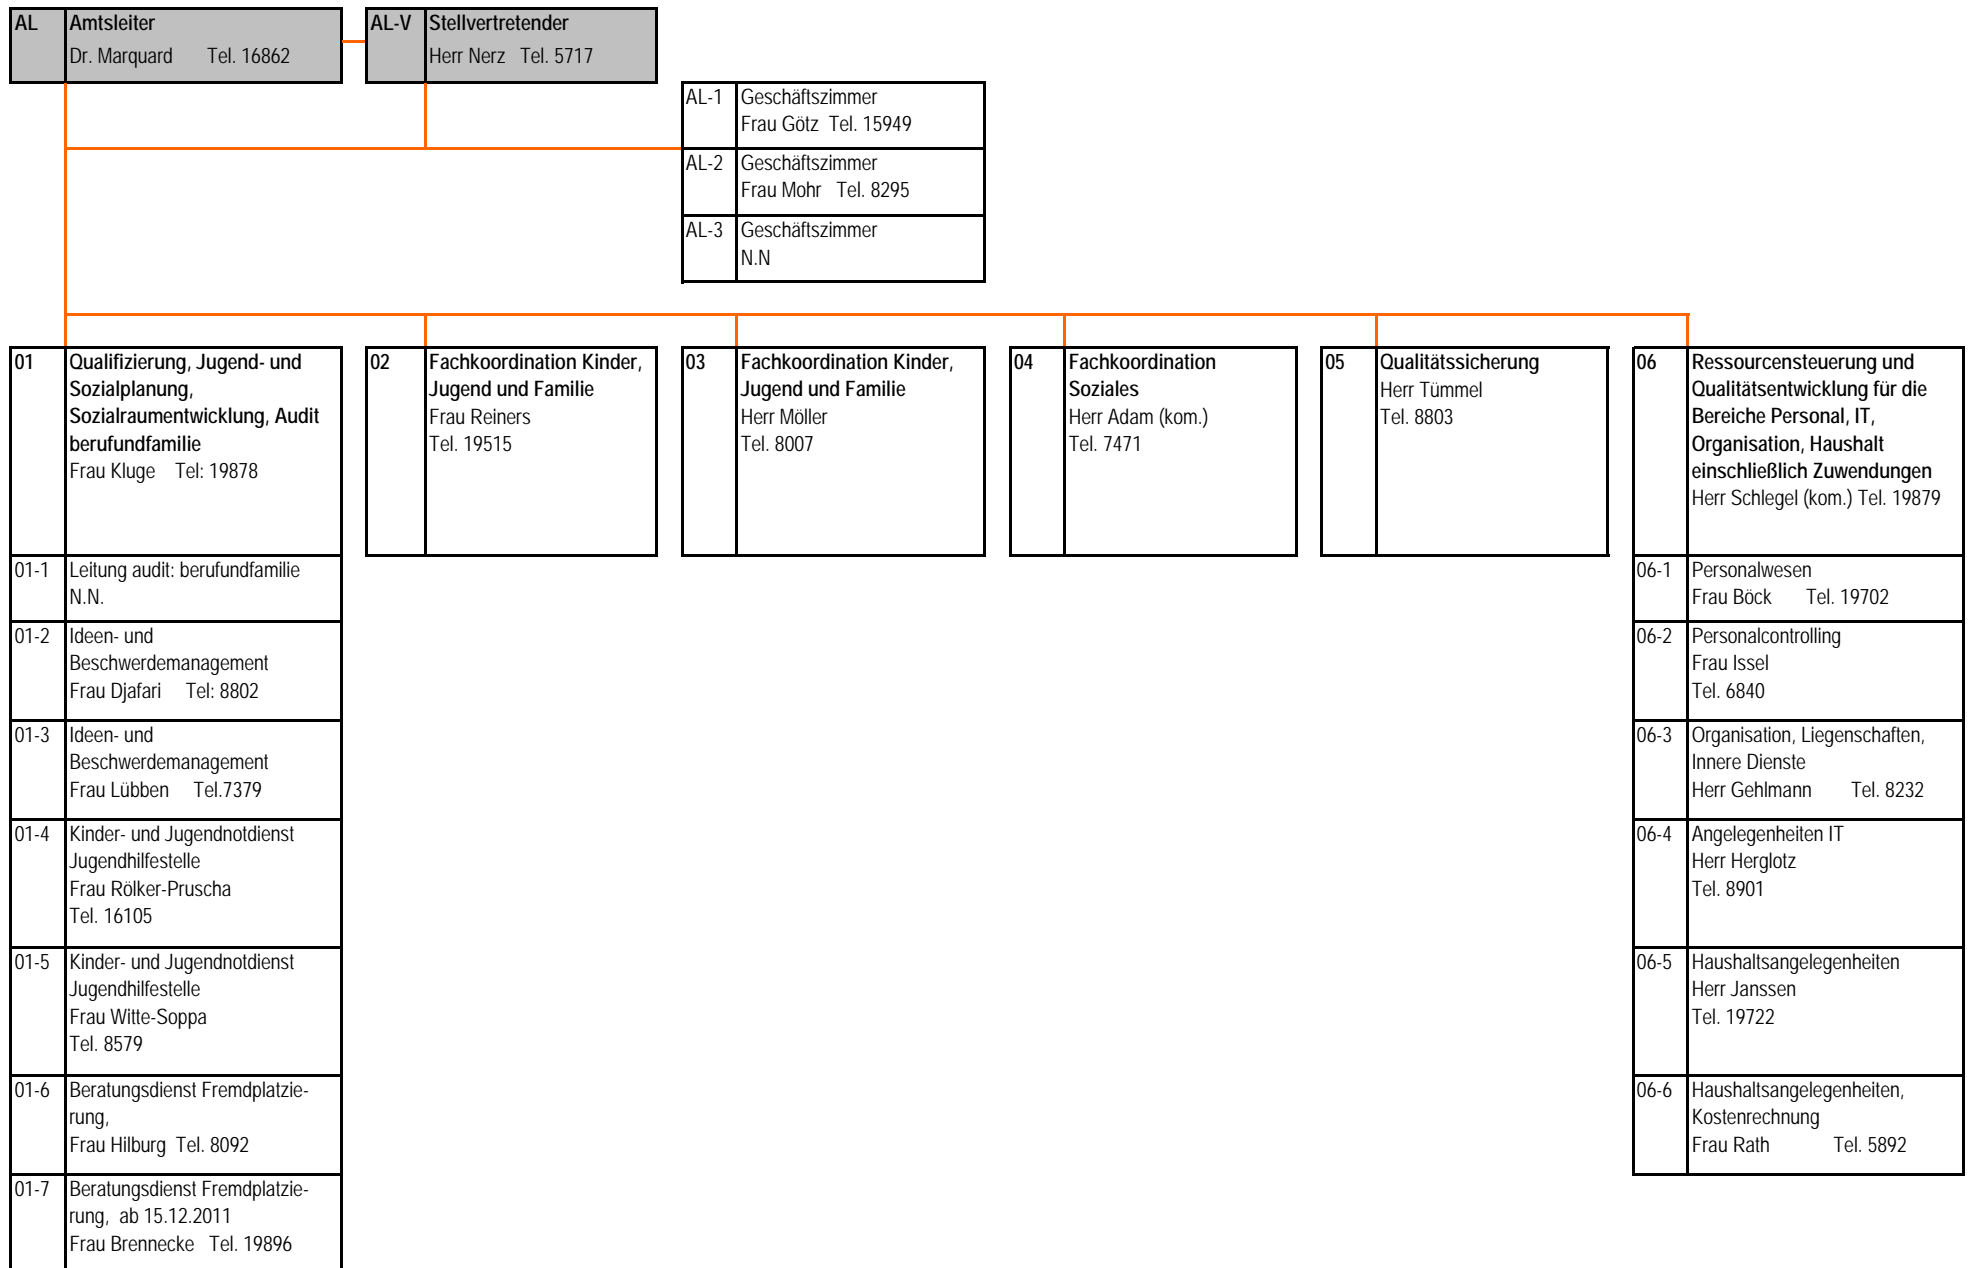 AL Amtsleiter
Dr. Marquard Tel. 16862
AL-V Stellvertretender
Herr Nerz Tel. 5717
AL-1 Geschäftszimmer
Frau Götz Tel. 15949
AL-2 Geschäftszimmer
Frau Mohr Tel. 8295
AL-3 Geschäftszimmer
N.N
01 Qualifizierung, Jugend- und
Sozialplanung,
Sozialraumentwicklung, Audit
berufundfamilie
Frau Kluge Tel: 19878
02 Fachkoordination Kinder,
Jugend und Familie
Frau Reiners
Tel. 19515
03 Fachkoordination Kinder,
Jugend und Familie
Herr Möller
Tel. 8007
04 Fachkoordination
Soziales
Herr Adam (kom.)
Tel. 7471
05 Qualitätssicherung
Herr Tümmel
Tel. 8803
06 Ressourcensteuerung und
Qualitätsentwicklung für die
Bereiche Personal, IT,
Organisation, Haushalt
einschließlich Zuwendungen
Herr Schlegel (kom.) Tel. 19879
01-1 Leitung audit: berufundfamilie
N.N.
01-2 Ideen- und
Beschwerdemanagement
Frau Djafari Tel: 8802
01-3 Ideen- und
Beschwerdemanagement
Frau Lübben Tel.7379
01-4 Kinder- und Jugendnotdienst
Jugendhilfestelle
Frau Rölker-Pruscha
Tel. 16105
01-5 Kinder- und Jugendnotdienst
Jugendhilfestelle
Frau Witte-Soppa
Tel. 8579
01-6 Beratungsdienst Fremdplatzie-
rung,
Frau Hilburg Tel. 8092
01-7 Beratungsdienst Fremdplatzie-
rung, ab 15.12.2011
Frau Brennecke Tel. 19896
06-1 Personalwesen
Frau Böck Tel. 19702
06-2 Personalcontrolling
Frau Issel
Tel. 6840
06-3 Organisation, Liegenschaften,
Innere Dienste
Herr Gehlmann Tel. 8232
06-4 Angelegenheiten IT
Herr Herglotz
Tel. 8901
06-5 Haushaltsangelegenheiten
Herr Janssen
Tel. 19722
06-6 Haushaltsangelegenheiten,
Kostenrechnung
Frau Rath Tel. 5892